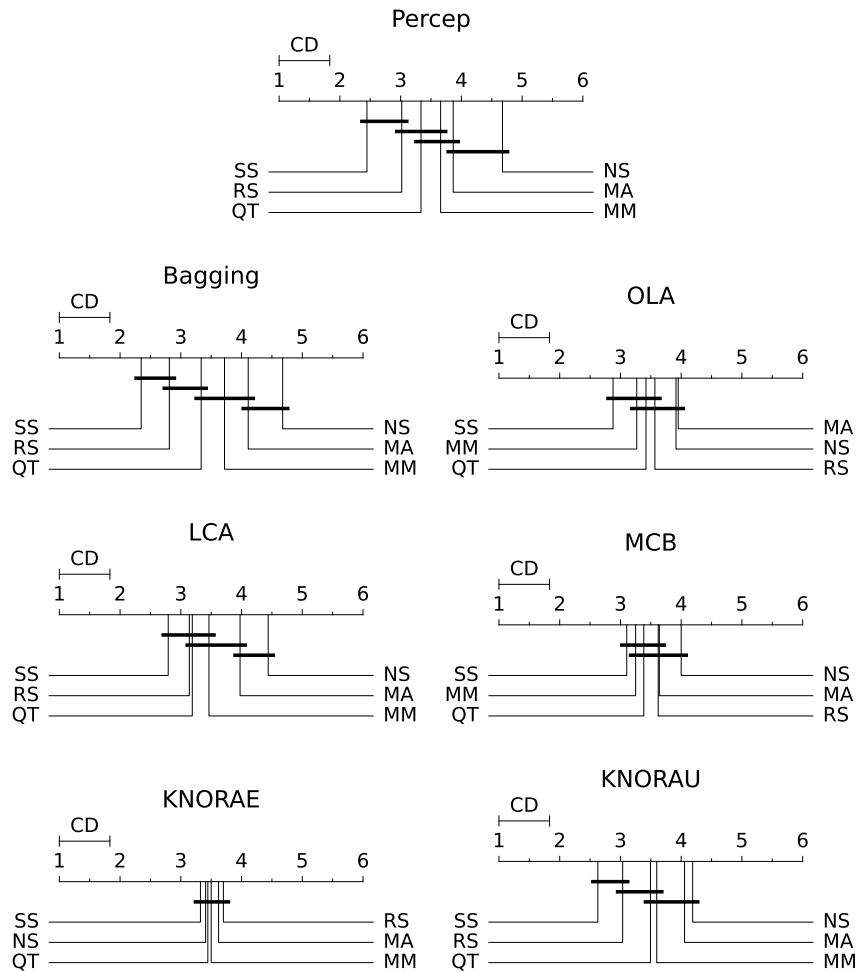 Percep
CD
1 2 3 4 5 6
SS NS
RS MA
QT MM
Bagging
CD
1 2 3 4 5 6
SS NS
RS MA
QT MM
OLA
CD
1 2 3 4 5 6
SS MA
MM NS
QT RS
LCA
CD
1 2 3 4 5 6
SS NS
RS MA
QT MM
MCB
CD
1 2 3 4 5 6
SS NS
MM MA
QT RS
KNORAE
CD
1 2 3 4 5 6
SS RS
NS MA
QT MM
KNORAU
CD
1 2 3 4 5 6
SS NS
RS MA
QT MM